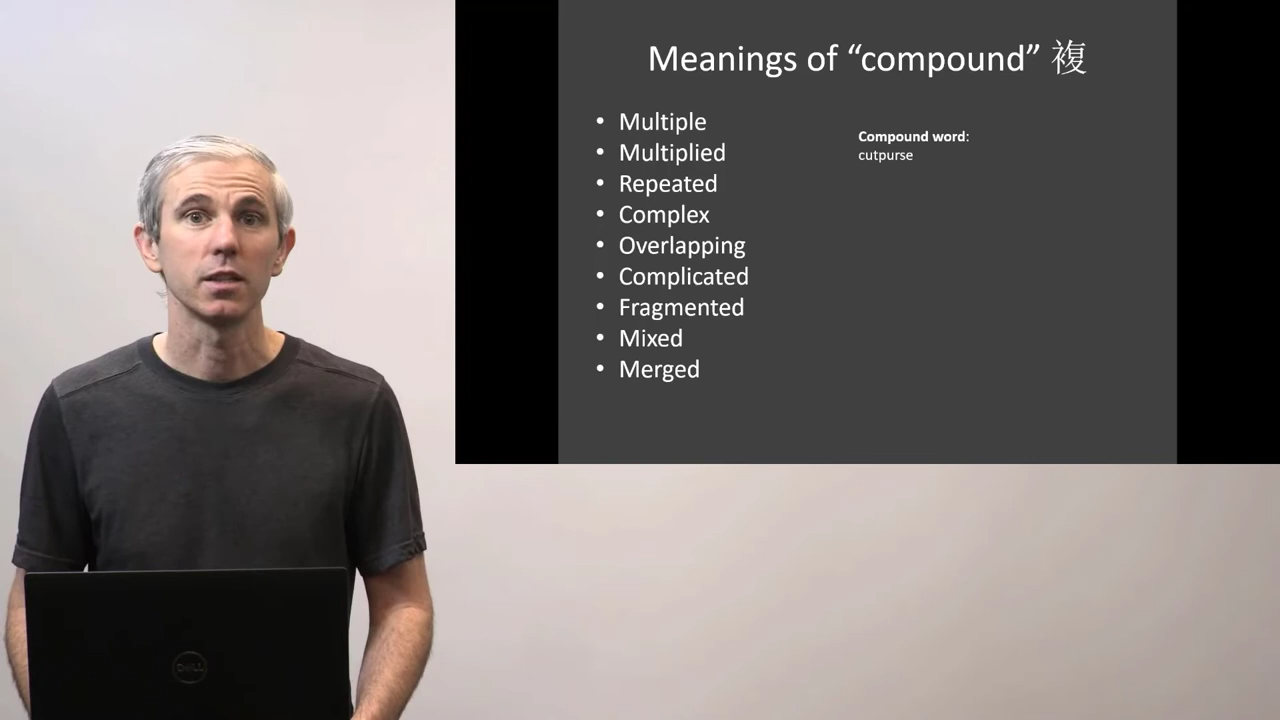 Meanings of “compound” 複
• Multiple
• Multiplied
• Repeated
• Complex
• Overlapping
• Complicated
• Fragmented
• Mixed
• Merged
Compound word:
cutpurse
DELL